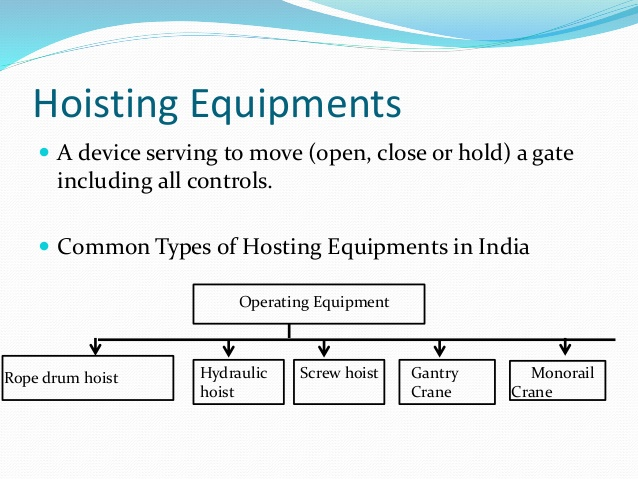 Hoisting Equipments
A device serving to move (open, close or hold) a gate
including all controls.
Common Types of Hosting Equipments in India
Operating Equipment
Rope drum hoist
Hydraulic
hoist
Screw hoist
Gantry
Crane
Monorail
Crane